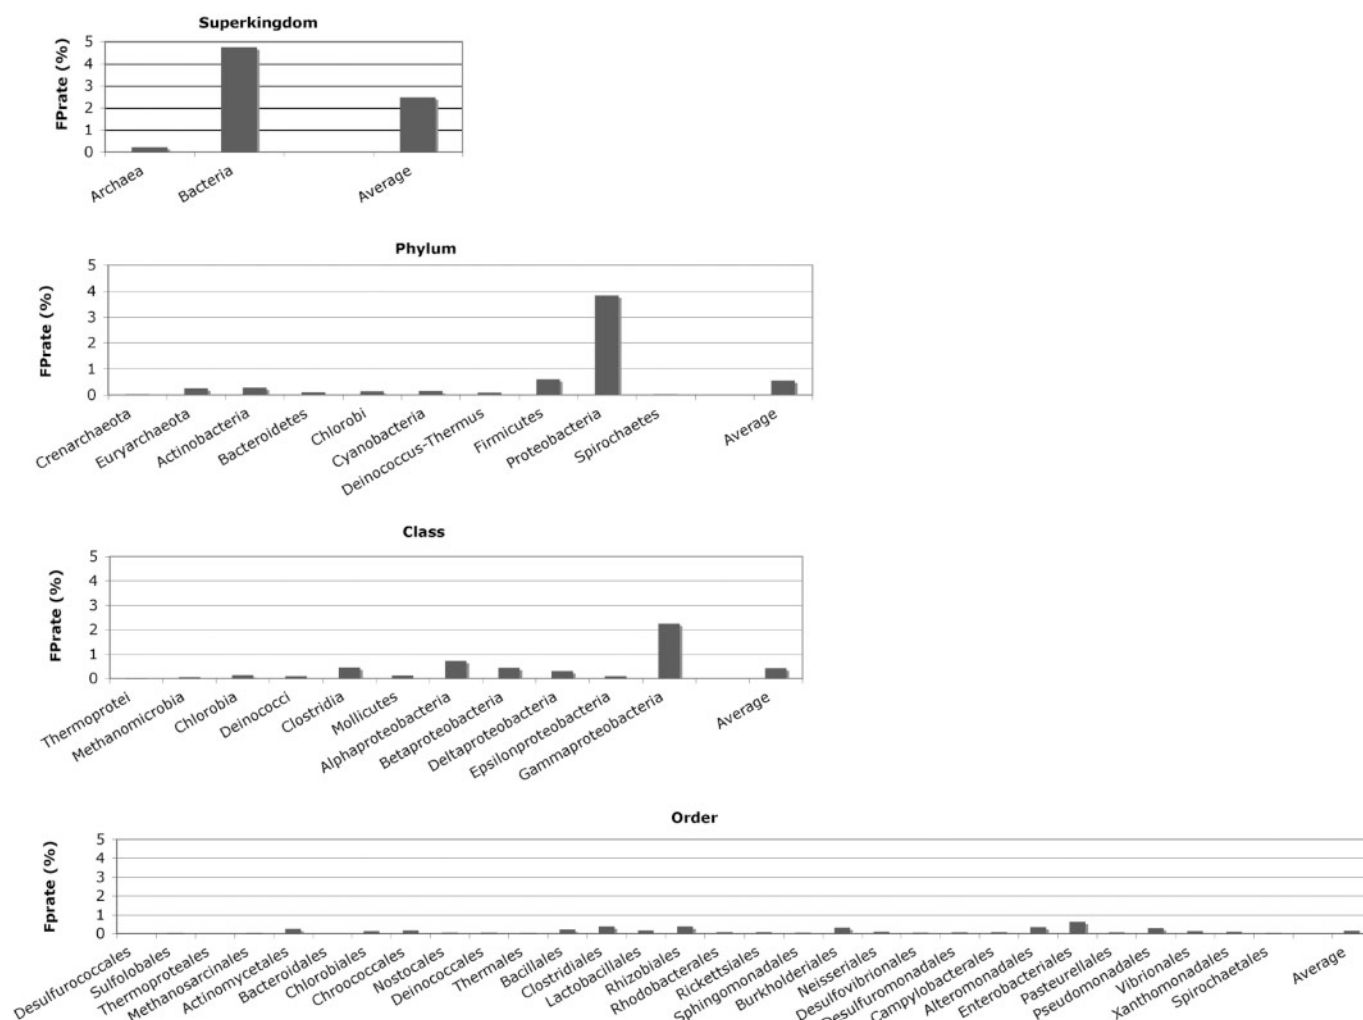 Superkingdom
FPrate (%)
5
4
3
2
1
0
Archaea
Bacteria
Average
Phylum
FPrate (%)
5
4
3
2
1
0
Crenarchaeota
Euryarchaeota
Actinobacteria
Bacteroidetes
Chlorobi
Cyanobacteria
Deinococcus-Thermus
Firmicutes
Proteobacteria
Spirochaetes
Average
Class
FPrate (%)
5
4
3
2
1
0
Thermoprotei
Methanomicrobia
Chlorobia
Deinococci
Clostridia
Mollicutes
Alphaproteobacteria
Betaproteobacteria
Deltaproteobacteria
Epsilonproteobacteria
Gammaproteobacteria
Average
Order
Fprate (%)
5
4
3
2
1
0
Desulfurococcales
Sulfolobales
Thermoproteales
Methanosarcinales
Actinomycetales
Bacteroidales
Chlorobiales
Chroococcales
Nostocales
Deinococcales
Thermales
Bacillales
Clostridiales
Lactobacillales
Rhizobiales
Rhodobacterales
Rickettsiales
Sphingomonadales
Burkholderiales
Neisseriales
Desulfovibrionales
Desulfuromonadales
Campylobacterales
Alteromonadales
Enterobacteriales
Pasteurellales
Pseudomonadales
Vibrionales
Xanthomonadales
Spirochaetales
Average